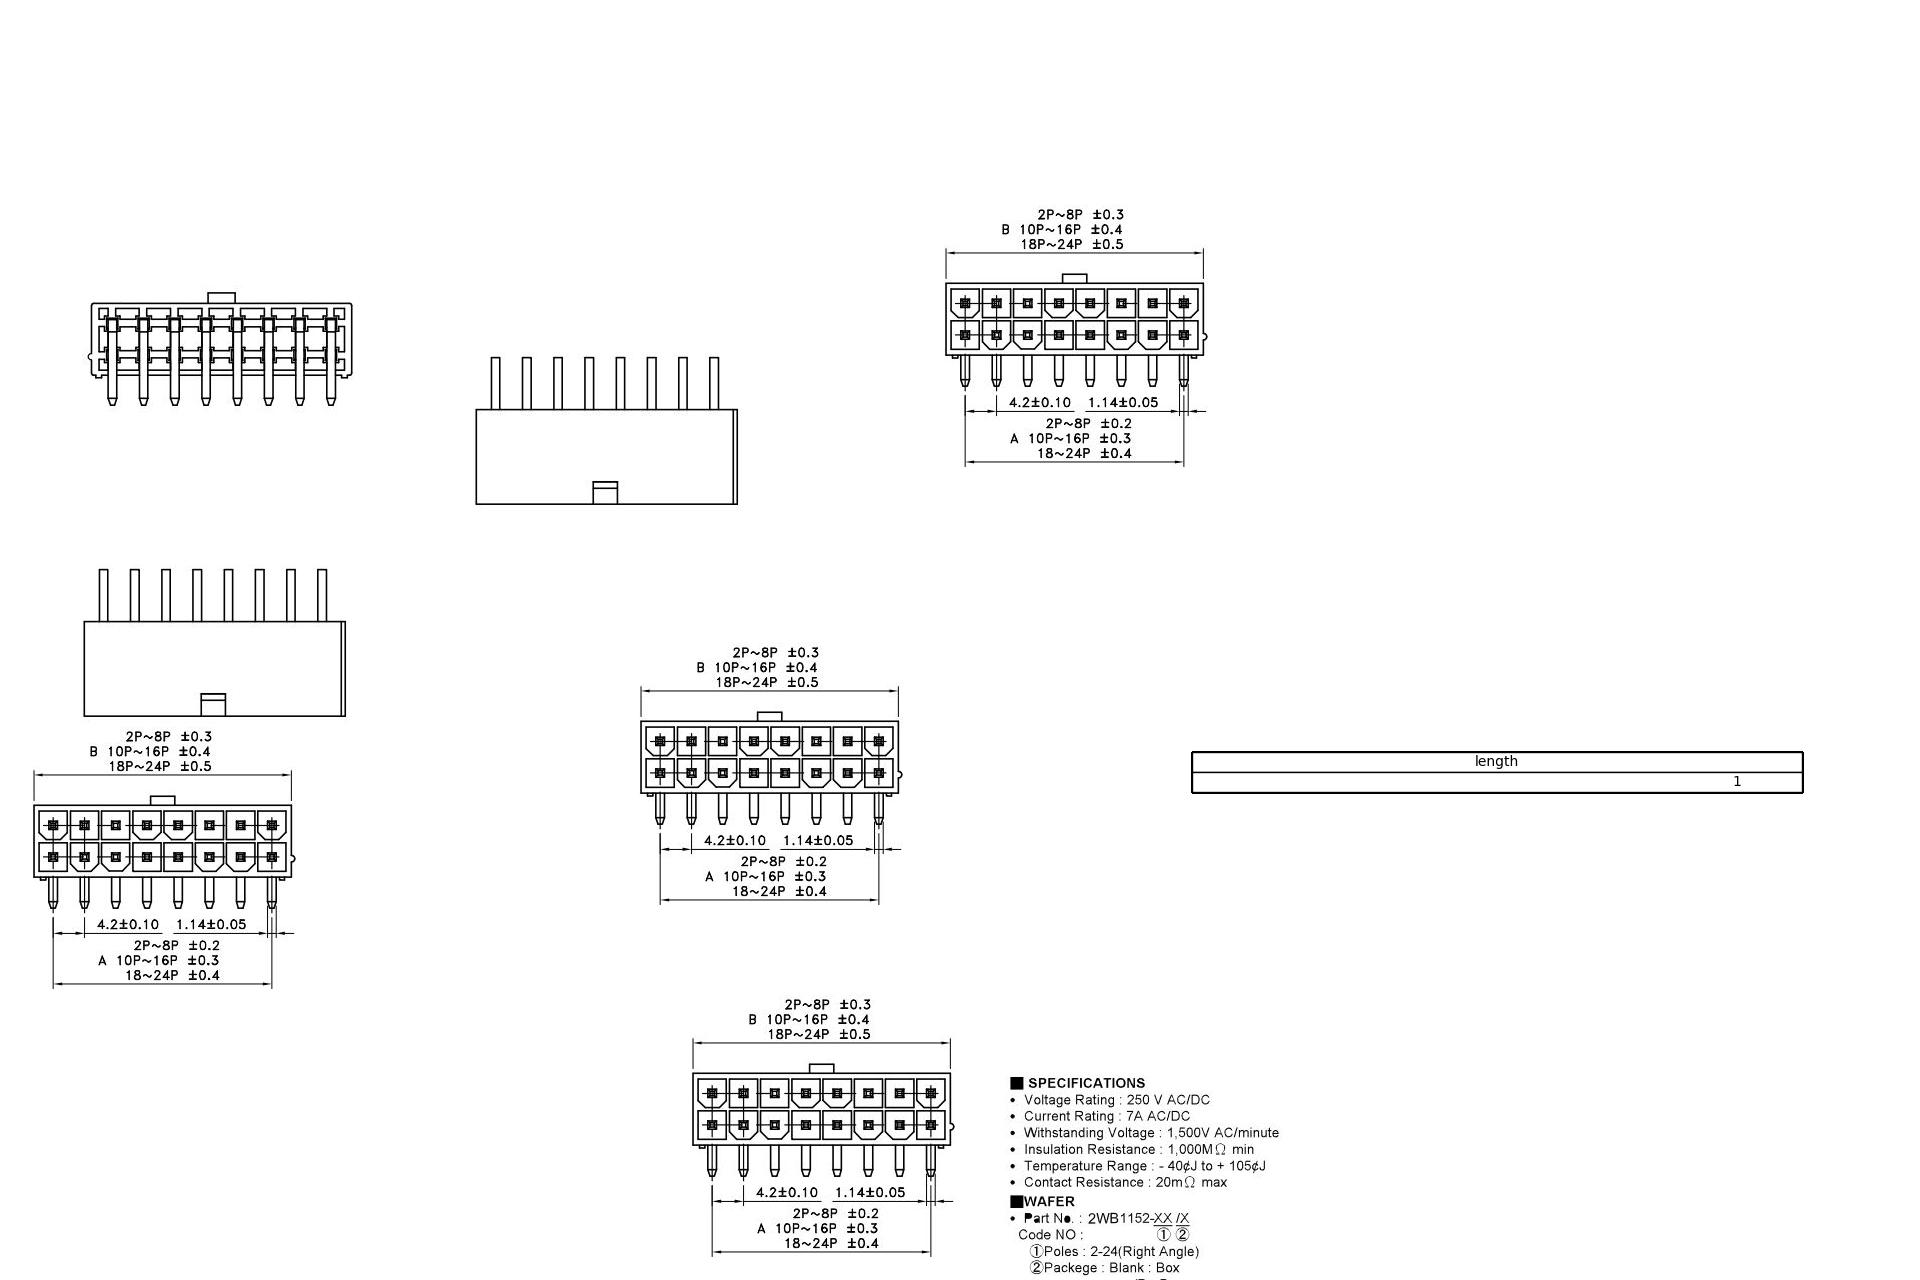 2P~8P ±0.3
B 10P~16P ±0.4
18P~24P ±0.5
4.2±0.10 1.14±0.05
2P~8P ±0.2
A 10P~16P ±0.3
18~24P ±0.4
2P~8P ±0.3
B 10P~16P ±0.4
18P~24P ±0.5
4.2±0.10 1.14±0.05
2P~8P ±0.2
A 10P~16P ±0.3
18~24P ±0.4
2P~8P ±0.3
B 10P~16P ±0.4
18P~24P ±0.5
4.2±0.10 1.14±0.05
2P~8P ±0.2
A 10P~16P ±0.3
18~24P ±0.4
length
1
2P~8P ±0.3
B 10P~16P ±0.4
18P~24P ±0.5
4.2±0.10 1.14±0.05
2P~8P ±0.2
A 10P~16P ±0.3
18~24P ±0.4
■ SPECIFICATIONS
• Voltage Rating : 250 V AC/DC
• Current Rating : 7A AC/DC
• Withstanding Voltage : 1,500V AC/minute
• Insulation Resistance : 1,000MΩ min
• Temperature Range : - 40¢J to + 105¢J
• Contact Resistance : 20mΩ max
■WAFER
• Part No. : 2WB1152-XX /X
Code NO : ① ②
①Poles : 2-24(Right Angle)
②Packege : Blank : Box